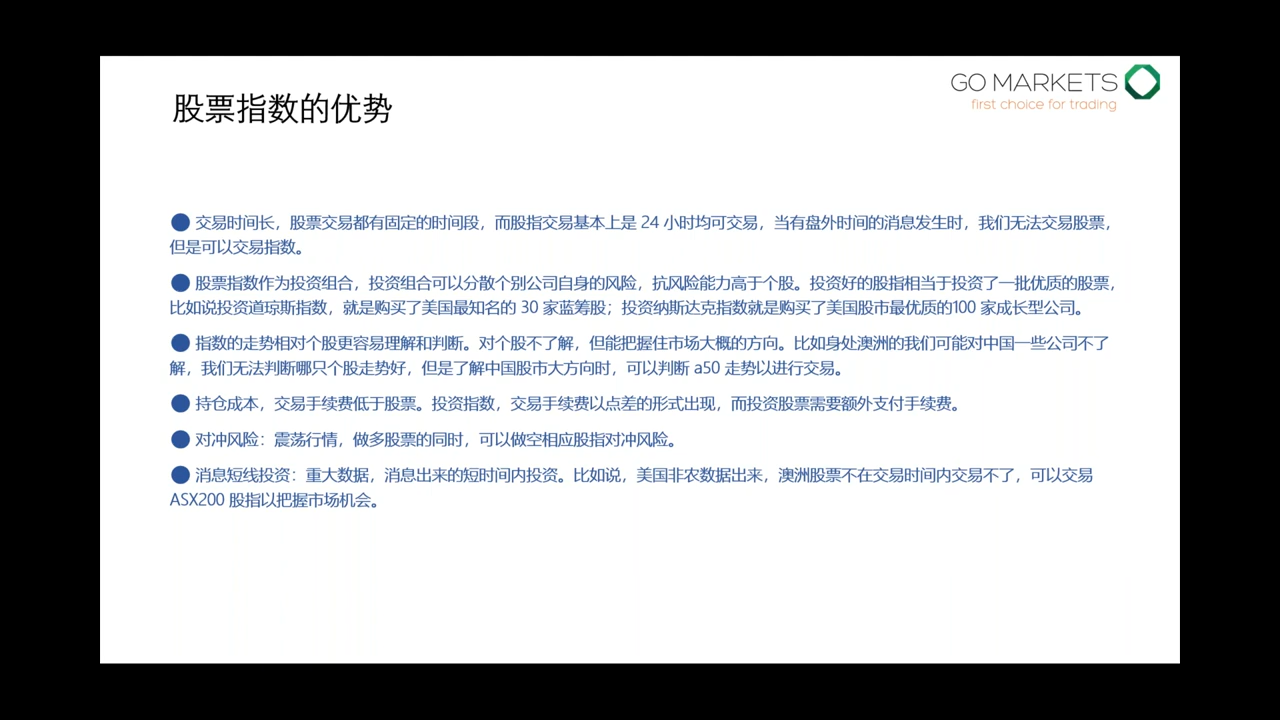 GO MARKETS
first choice for trading
股票指数的优势
● 交易时间长，股票交易都有固定的时间段，而股指交易基本上是 24 小时均可交易，当有盘外时间的消息发生时，我们无法交易股票，
但是可以交易指数。
● 股票指数作为投资组合，投资组合可以分散个别公司自身的风险，抗风险能力高于个股。投资好的股指相当于投资了一批优质的股票，
比如说投资道琼斯指数，就是购买了美国最知名的 30 家蓝筹股；投资纳斯达克指数就是购买了美国股市最优质的100 家成长型公司。
● 指数的走势相对个股更容易理解和判断。对个股不了解，但能把握住市场大概的方向。比如身处澳洲的我们可能对中国一些公司不了
解，我们无法判断哪只个股走势好，但是了解中国股市大方向时，可以判断 a50 走势以进行交易。
● 持仓成本，交易手续费低于股票。投资指数，交易手续费以点差的形式出现，而投资股票需要额外支付手续费。
● 对冲风险：震荡行情，做多股票的同时，可以做空相应股指对冲风险。
● 消息短线投资：重大数据，消息出来的短时间内投资。比如说，美国非农数据出来，澳洲股票不在交易时间内交易不了，可以交易
ASX200 股指以把握市场机会。